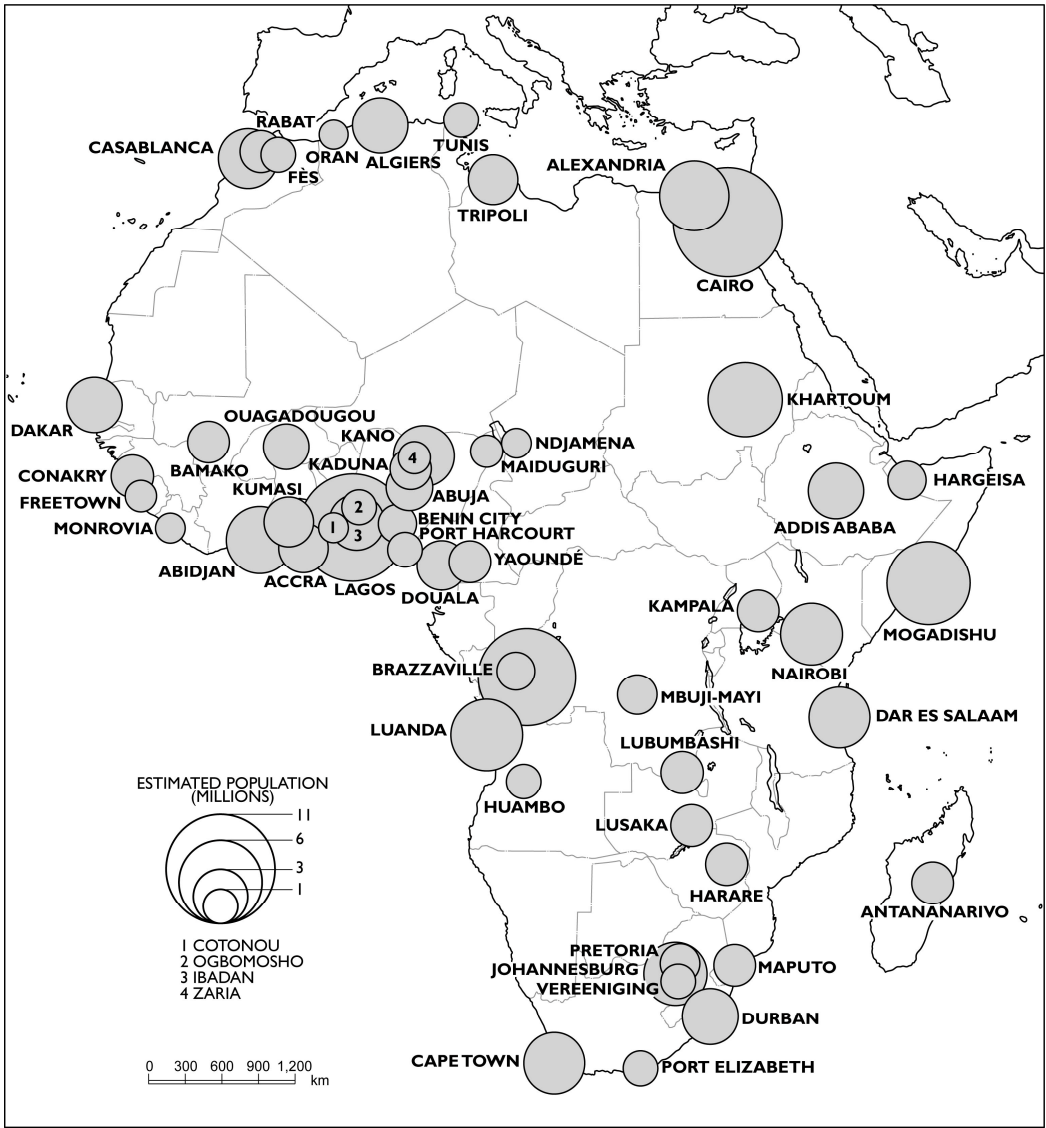 RABAT
CASABLANCA
ORAN
ALGIERS
TUNIS
FÈS
ALEXANDRIA
TRIPOLI
CAIRO
KHARTOUM
DAKAR
OUAGADOUGOU
KANO
NDJAMENA
BAMAKO
KADUNA
4
MAIDUGURI
CONAKRY
HARGEISA
FREETOWN
KUMASI
ABUJA
MONROVIA
2
BENIN CITY
1
3
PORT HARCOURT
ADDIS ABABA
ABIDJAN
ACCRA
LAGOS
DOUALA
YAOUNDÉ
KAMPALA
MOGADISHU
NAIROBI
BRAZZAVILLE
MBUJI-MAYI
LUANDA
DAR ES SALAAM
LUBUMBASHI
HUAMBO
LUSAKA
HARARE
ANTANANARIVO
PRETORIA
JOHANNESBURG
VEREENIGING
MAPUTO
DURBAN
CAPE TOWN
PORT ELIZABETH
ESTIMATED POPULATION
(MILLIONS)
11
6
3
1
1 COTONOU
2 OGBOMOSHO
3 IBADAN
4 ZARIA
0 300 600 900 1,200
km